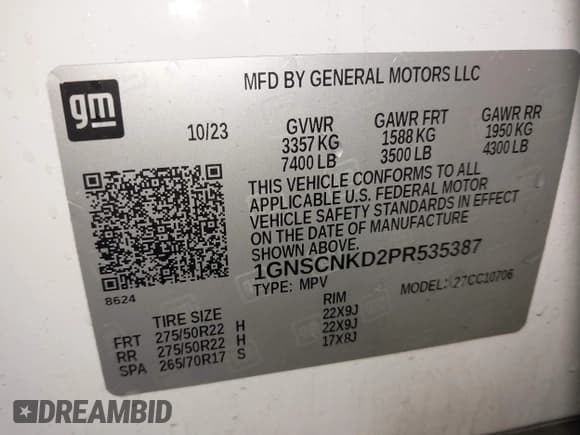 gm
MFD BY GENERAL MOTORS LLC
10/23 GVWR GAWR FRT GAWR RR
3357 KG 1588 KG 1950 KG
7400 LB 3500 LB 4300 LB
THIS VEHICLE CONFORMS TO ALL
APPLICABLE U.S. FEDERAL MOTOR
VEHICLE SAFETY STANDARDS IN EFFECT
ON THE DATE OF MANUFACTURE
SHOWN ABOVE.
1GNSCNKD2PR535387
8624 TYPE: MPV MODEL: 27CC10706
TIRE SIZE RIM
FRT 275/50R22 H 22X9J
RR 275/50R22 H 22X9J
SPA 265/70R17 S 17X8J
DREAMBID